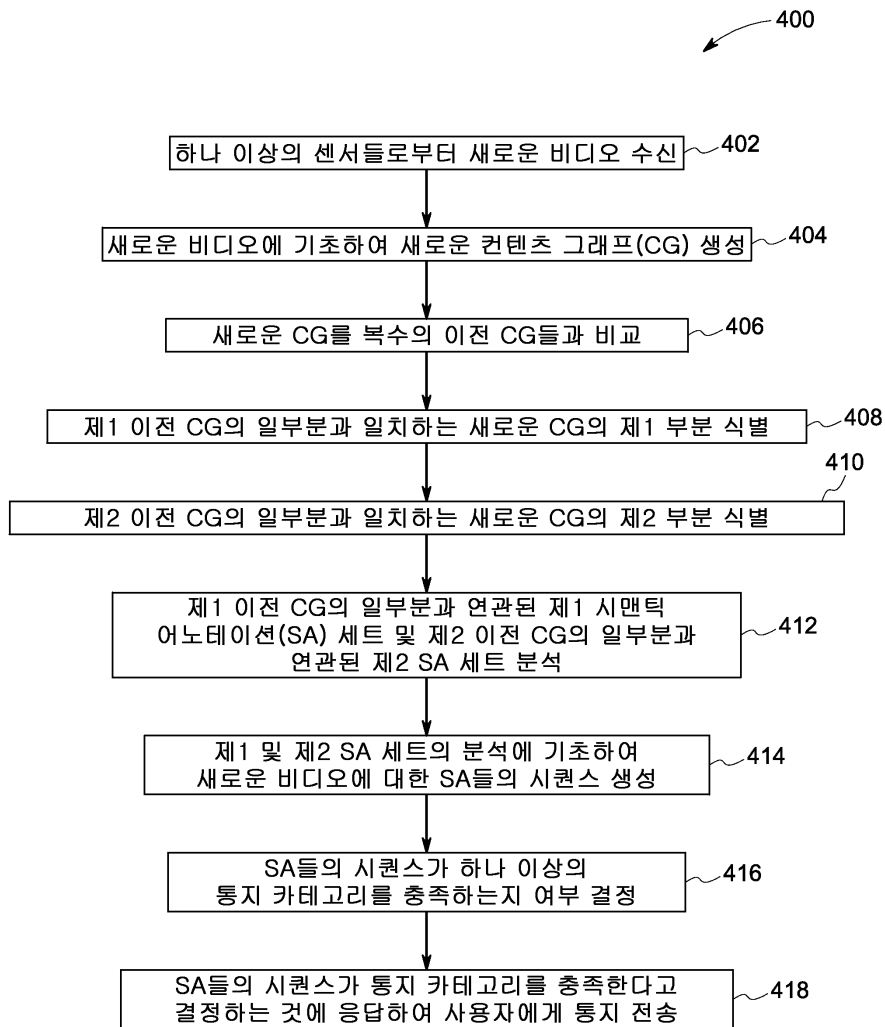 400
하나 이상의 센서들로부터 새로운 비디오 수신
402
새로운 비디오에 기초하여 새로운 컨텐츠 그래프(CG) 생성
404
새로운 CG를 복수의 이전 CG들과 비교
406
제1 이전 CG의 일부분과 일치하는 새로운 CG의 제1 부분 식별
408
410
제2 이전 CG의 일부분과 일치하는 새로운 CG의 제2 부분 식별
제1 이전 CG의 일부분과 연관된 제1 시맨틱
어노테이션(SA) 세트 및 제2 이전 CG의 일부분과
연관된 제2 SA 세트 분석
412
제1 및 제2 SA 세트의 분석에 기초하여
새로운 비디오에 대한 SA들의 시퀀스 생성
414
SA들의 시퀀스가 하나 이상의
통지 카테고리를 충족하는지 여부 결정
416
SA들의 시퀀스가 통지 카테고리를 충족한다고
결정하는 것에 응답하여 사용자에게 통지 전송
418